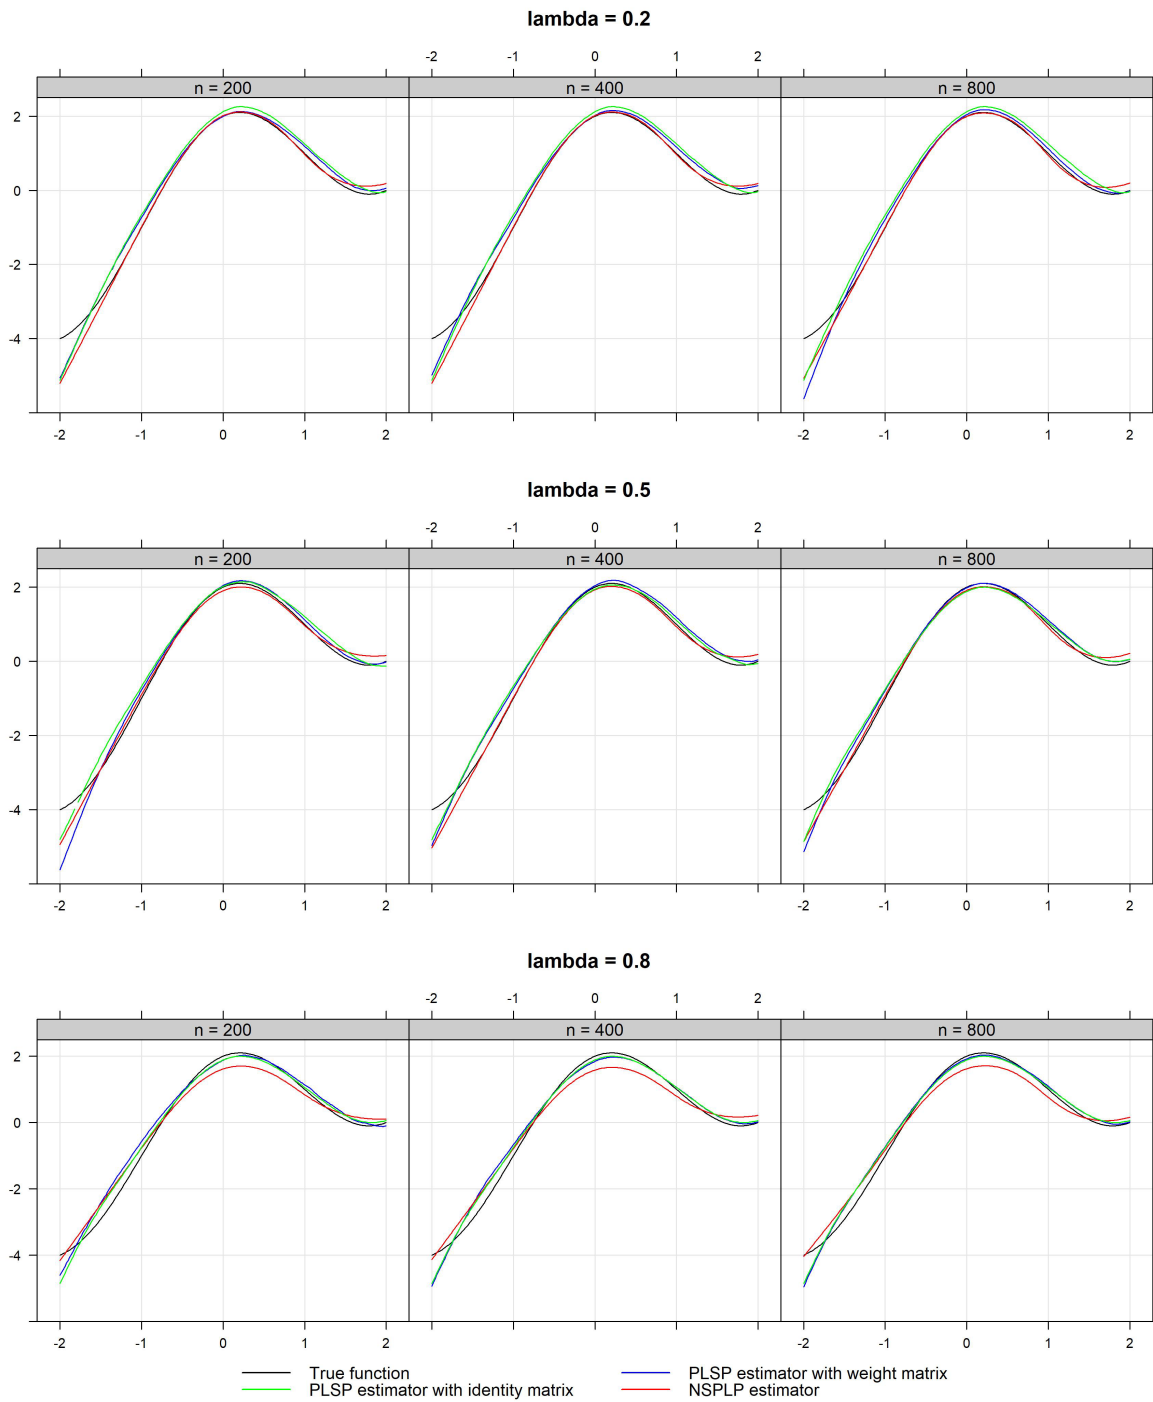 lambda = 0.2
-2 -1 0 1 2
n = 200 n = 400 n = 800
2
0
-2
-4
-2 -1 0 1 2 -2 -1 0 1 2
lambda = 0.5
-2 -1 0 1 2
n = 200 n = 400 n = 800
2
0
-2
-4
-2 -1 0 1 2 -2 -1 0 1 2
lambda = 0.8
-2 -1 0 1 2
n = 200 n = 400 n = 800
2
0
-2
-4
-2 -1 0 1 2 -2 -1 0 1 2
True function PLSP estimator with weight matrix
PLSP estimator with identity matrix NSPLP estimator